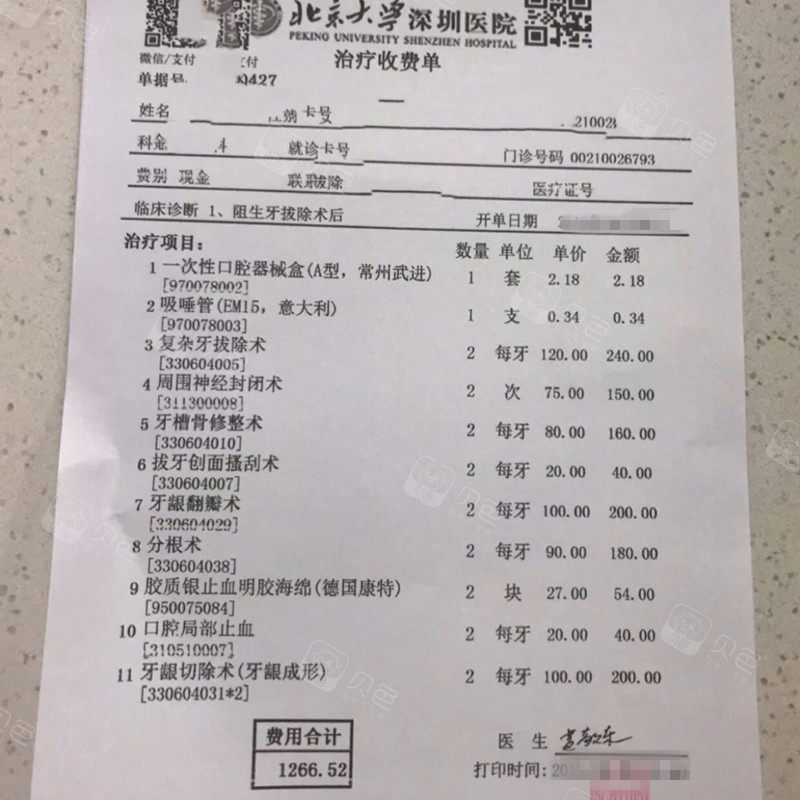 北京大学深圳医院
PEKING UNIVERSITY SHENZHEN HOSPITAL
微信/支付
治疗收费单
单据号 0427
姓名 卡号 210028
科室 就诊卡号 门诊号码 00210026793
费别 现金 医疗证号
临床诊断 1、阻生牙拔除术后 开单日期
治疗项目: 数量 单位 单价 金额
1 一次性口腔器械盒(A型, 常州武进) 1 套 2.18 2.18
[970078002]
2 吸唾管(EM15, 意大利) 1 支 0.34 0.34
[970078003]
3 复杂牙拔除术 2 每牙 120.00 240.00
[330604005]
4 周围神经封闭术 2 次 75.00 150.00
[311300008]
5 牙槽骨修整术 2 每牙 80.00 160.00
[330604010]
6 拔牙创面搔刮术 2 每牙 20.00 40.00
[330604007]
7 牙龈翻瓣术 2 每牙 100.00 200.00
[330604029]
8 分根术 2 每牙 90.00 180.00
[330604038]
9 胶质银止血明胶海绵(德国康特) 2 块 27.00 54.00
[950075084]
10 口腔局部止血 2 每牙 20.00 40.00
[310510007]
11 牙龈切除术(牙龈成形) 2 每牙 100.00 200.00
[330604031*2]
费用合计 医 生
1266.52 打印时间:
贝色